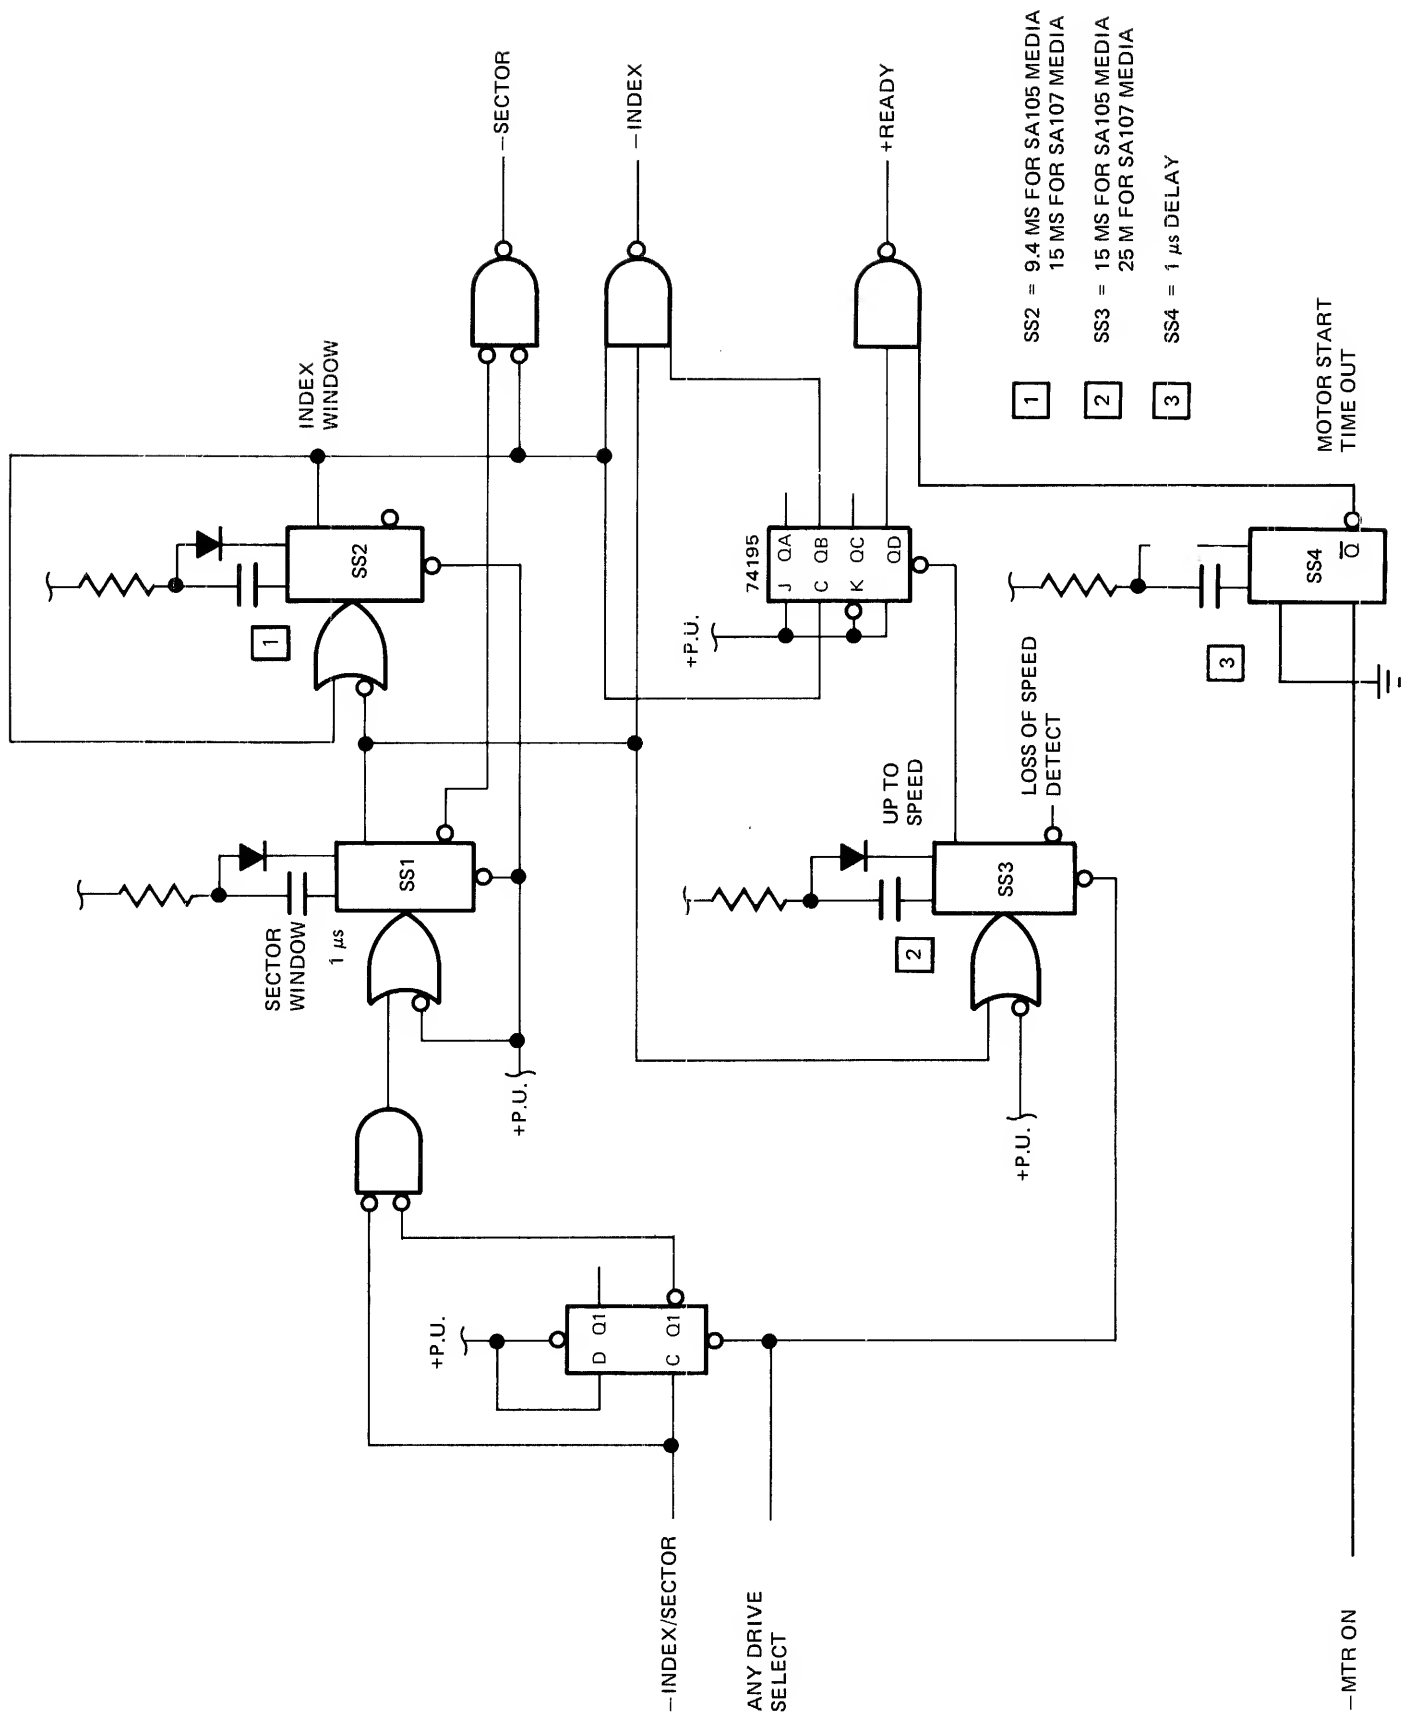 —SECTOR
—INDEX
+READY
INDEX
WINDOW
SS2
1
SECTOR
WINDOW
1 μs
SS1
+P.U.
74195
J QA
C QB
K QC
QD
+P.U.
UP TO
SPEED
SS3
2
LOSS OF SPEED
DETECT
+P.U.
+P.U.
D Q1
C Q1
—INDEX/SECTOR
ANY DRIVE
SELECT
MOTOR START
TIME OUT
SS4
Q̅
3
—MTR ON
1 SS2 = 9.4 MS FOR SA105 MEDIA
15 MS FOR SA107 MEDIA
2 SS3 = 15 MS FOR SA105 MEDIA
25 M FOR SA107 MEDIA
3 SS4 = 1 μs DELAY